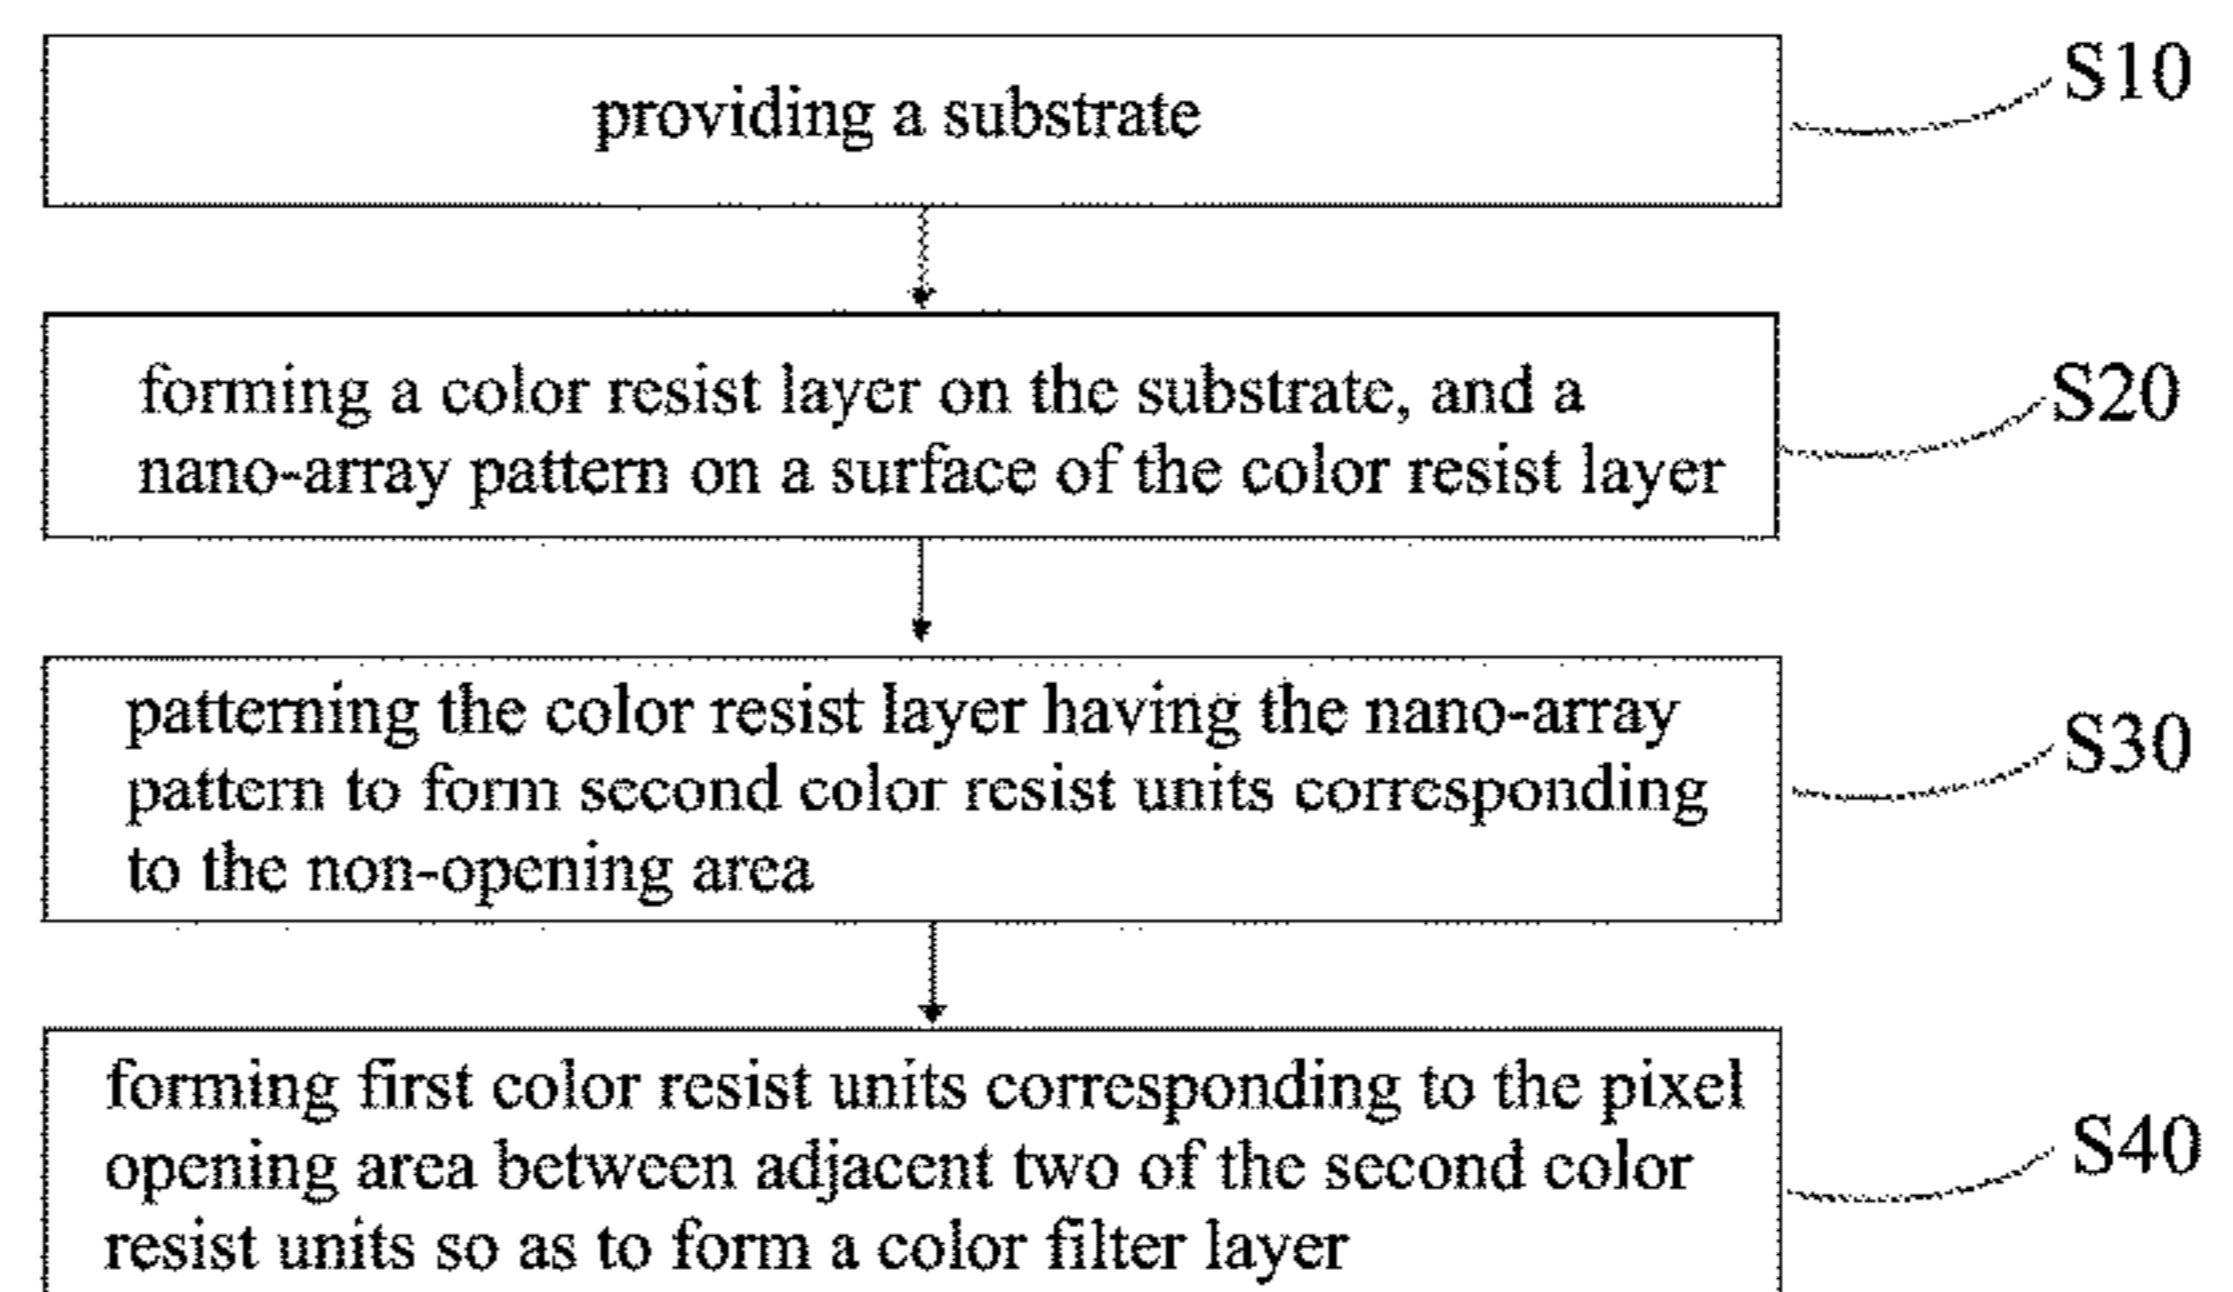 providing a substrate
S10
forming a color resist layer on the substrate, and a
nano-array pattern on a surface of the color resist layer
S20
patterning the color resist layer having the nano-array
pattern to form second color resist units corresponding
to the non-opening area
S30
forming first color resist units corresponding to the pixel
opening area between adjacent two of the second color
resist units so as to form a color filter layer
S40